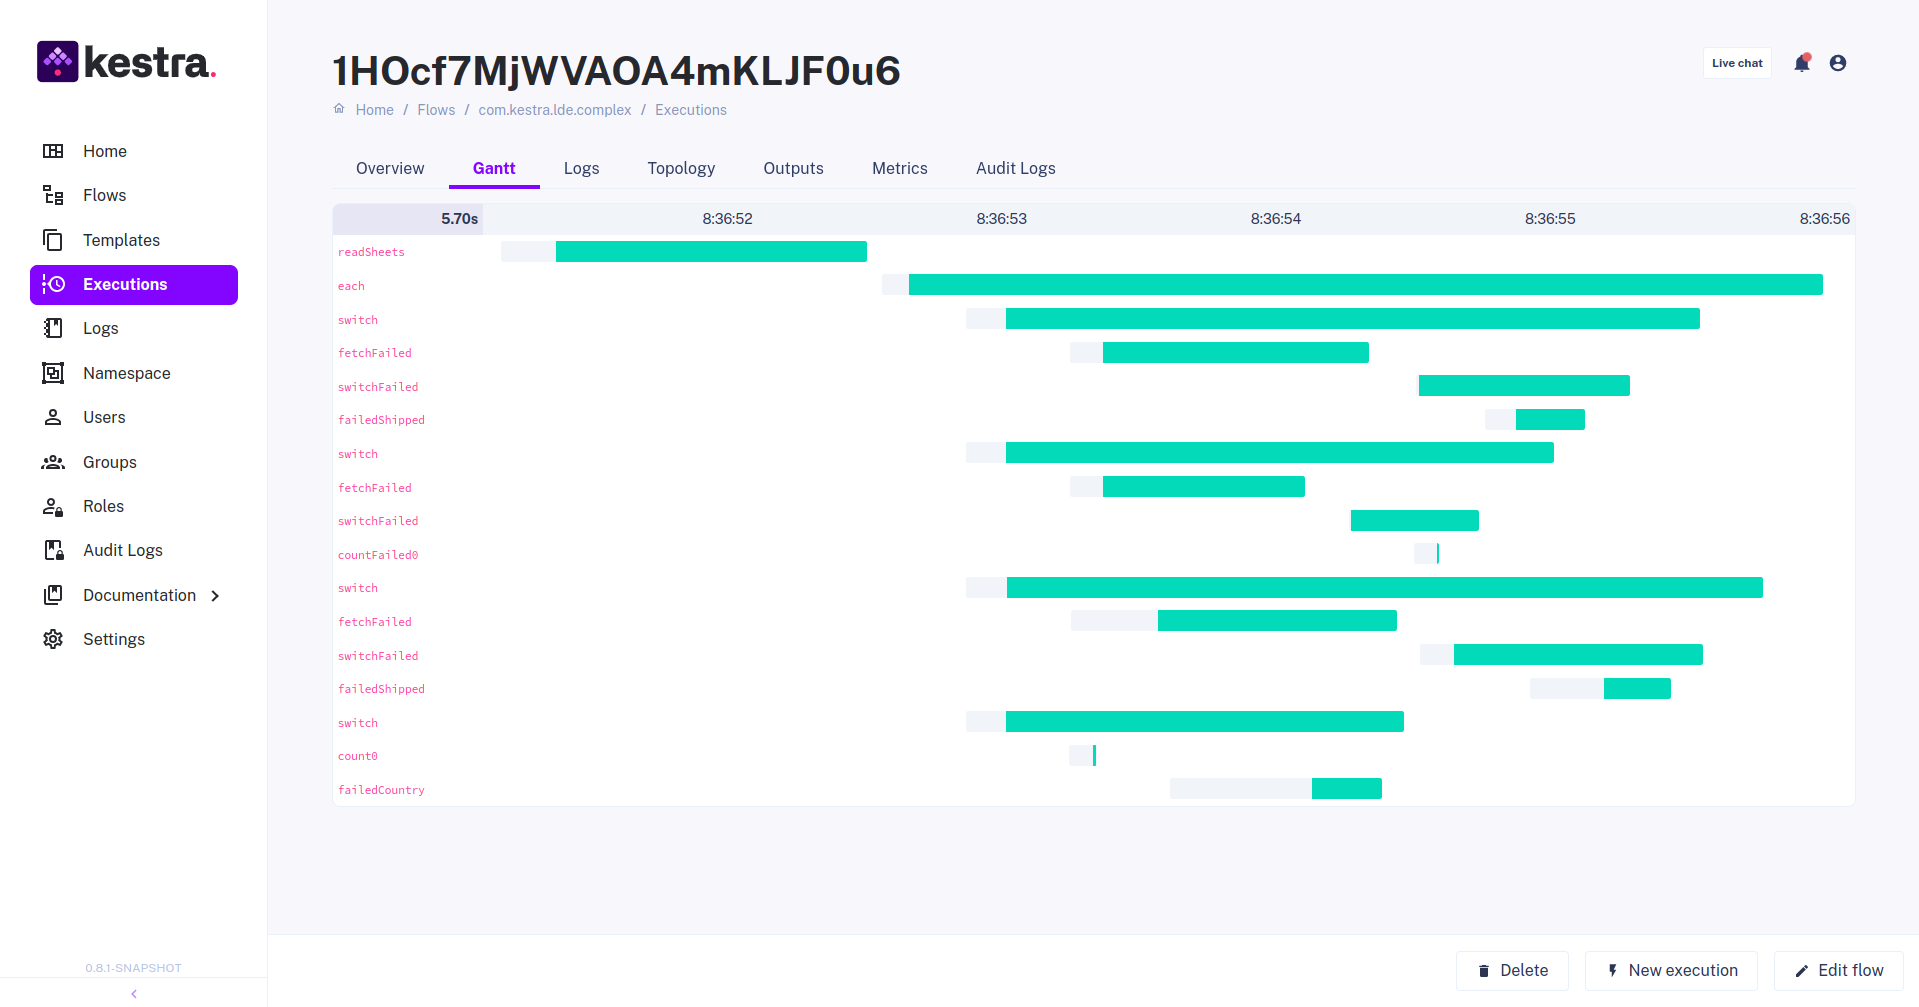 kestra.
Home
Flows
Templates
Executions
Logs
Namespace
Users
Groups
Roles
Audit Logs
Documentation
Settings
0.8.1-SNAPSHOT
1HOcf7MjWVAOA4mKLJF0u6
Live chat
Home / Flows / com.kestra.lde.complex / Executions
Overview Gantt Logs Topology Outputs Metrics Audit Logs
5.70s 8:36:52 8:36:53 8:36:54 8:36:55 8:36:56
readSheets
each
switch
fetchFailed
switchFailed
failedShipped
switch
fetchFailed
switchFailed
countFailed0
switch
fetchFailed
switchFailed
failedShipped
switch
count0
failedCountry
Delete New execution Edit flow